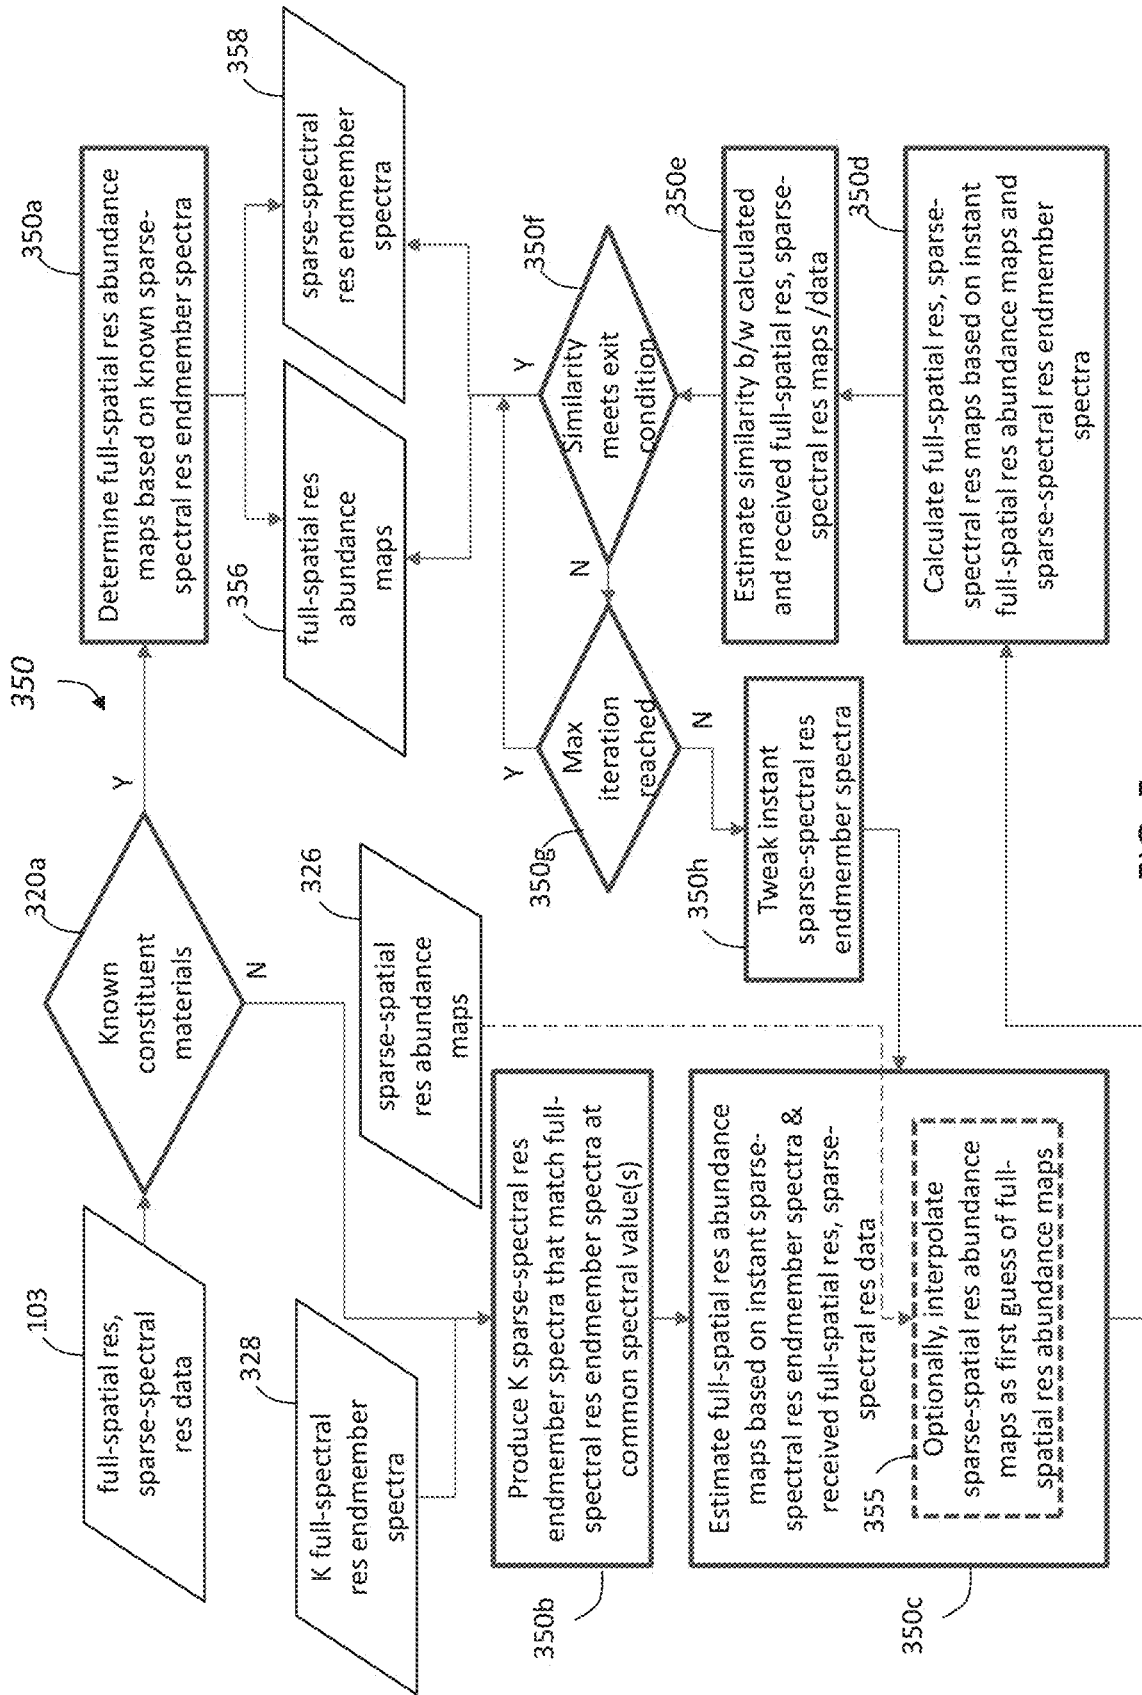 350
103
full-spatial res,
sparse-spectral
res data
320a
Known
constituent
materials
Y
N
350a
Determine full-spatial res abundance
maps based on known sparse-
spectral res endmember spectra
328
K full-spectral
res endmember
spectra
326
sparse-spatial
res abundance
maps
356
full-spatial res
abundance
maps
358
sparse-spectral
res endmember
spectra
350b
Produce K sparse-spectral res
endmember spectra that match full-
spectral res endmember spectra at
common spectral value(s)
350c
Estimate full-spatial res abundance
maps based on instant sparse-
spectral res endmember spectra &
received full-spatial res, sparse-
spectral res data
355
Optionally, interpolate
sparse-spatial res abundance
maps as first guess of full-
spatial res abundance maps
350g
Max
iteration
reached
Y
N
350h
Tweak instant
sparse-spectral res
endmember spectra
350f
Similarity
meets exit
condition
Y
N
350e
Estimate similarity b/w calculated
and received full-spatial res, sparse-
spectral res maps /data
350d
Calculate full-spatial res, sparse-
spectral res maps based on instant
full-spatial res abundance maps and
sparse-spectral res endmember
spectra